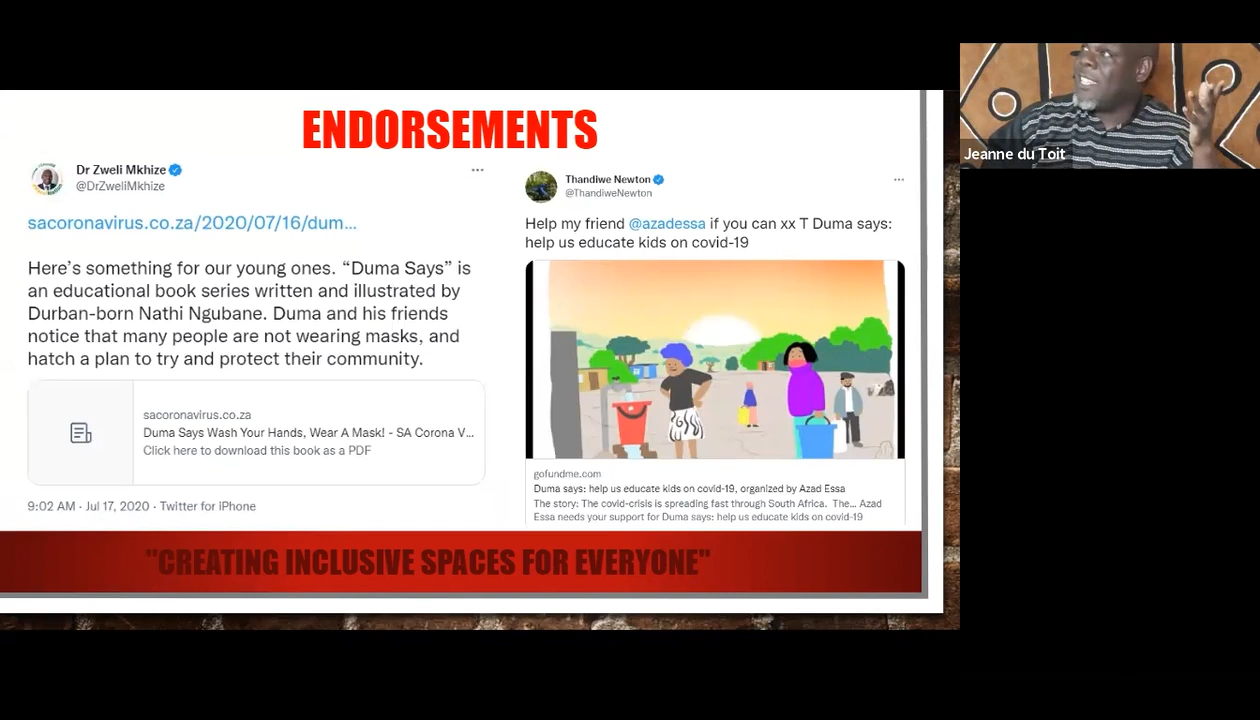 ENDORSEMENTS
Dr Zweli Mkhize
@DrZweliMkhize
sacoronavirus.co.za/2020/07/16/dum...
Here's something for our young ones. “Duma Says” is
an educational book series written and illustrated by
Durban-born Nathi Ngubane. Duma and his friends
notice that many people are not wearing masks, and
hatch a plan to try and protect their community.
sacoronavirus.co.za
Duma Says Wash Your Hands, Wear A Mask! - SA Corona V...
Click here to download this book as a PDF
9:02 AM · Jul 17, 2020 · Twitter for iPhone
Thandiwe Newton
@ThandiweNewton
Help my friend @azadessa if you can xx T Duma says:
help us educate kids on covid-19
gofundme.com
Duma says: help us educate kids on covid-19, organized by Azad Essa
The story: The covid-crisis is spreading fast through South Africa. The... Azad
Essa needs your support for Duma says: help us educate kids on covid-19
"CREATING INCLUSIVE SPACES FOR EVERYONE"
Jeanne du Toit